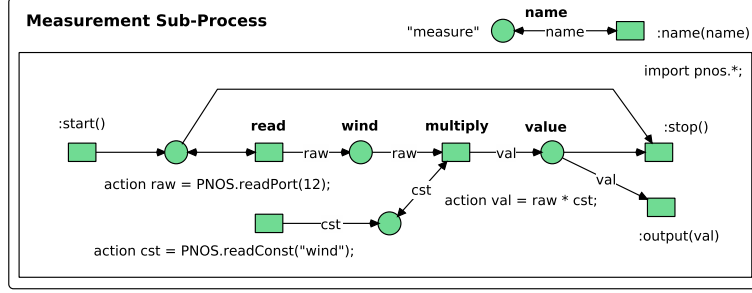 Measurement Sub-Process
name
"measure"
name
:name(name)
import pnos.*;
:start()
read
wind
multiply
value
:stop()
raw
raw
val
action raw = PNOS.readPort(12);
cst
val
action val = raw * cst;
cst
:output(val)
action cst = PNOS.readConst("wind");